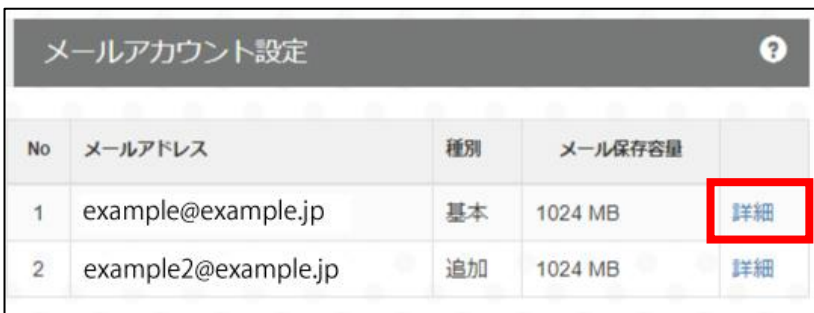 メールアカウント設定 ?
No メールアドレス 種別 メール保存容量
1 example@example.jp 基本 1024 MB 詳細
2 example2@example.jp 追加 1024 MB 詳細